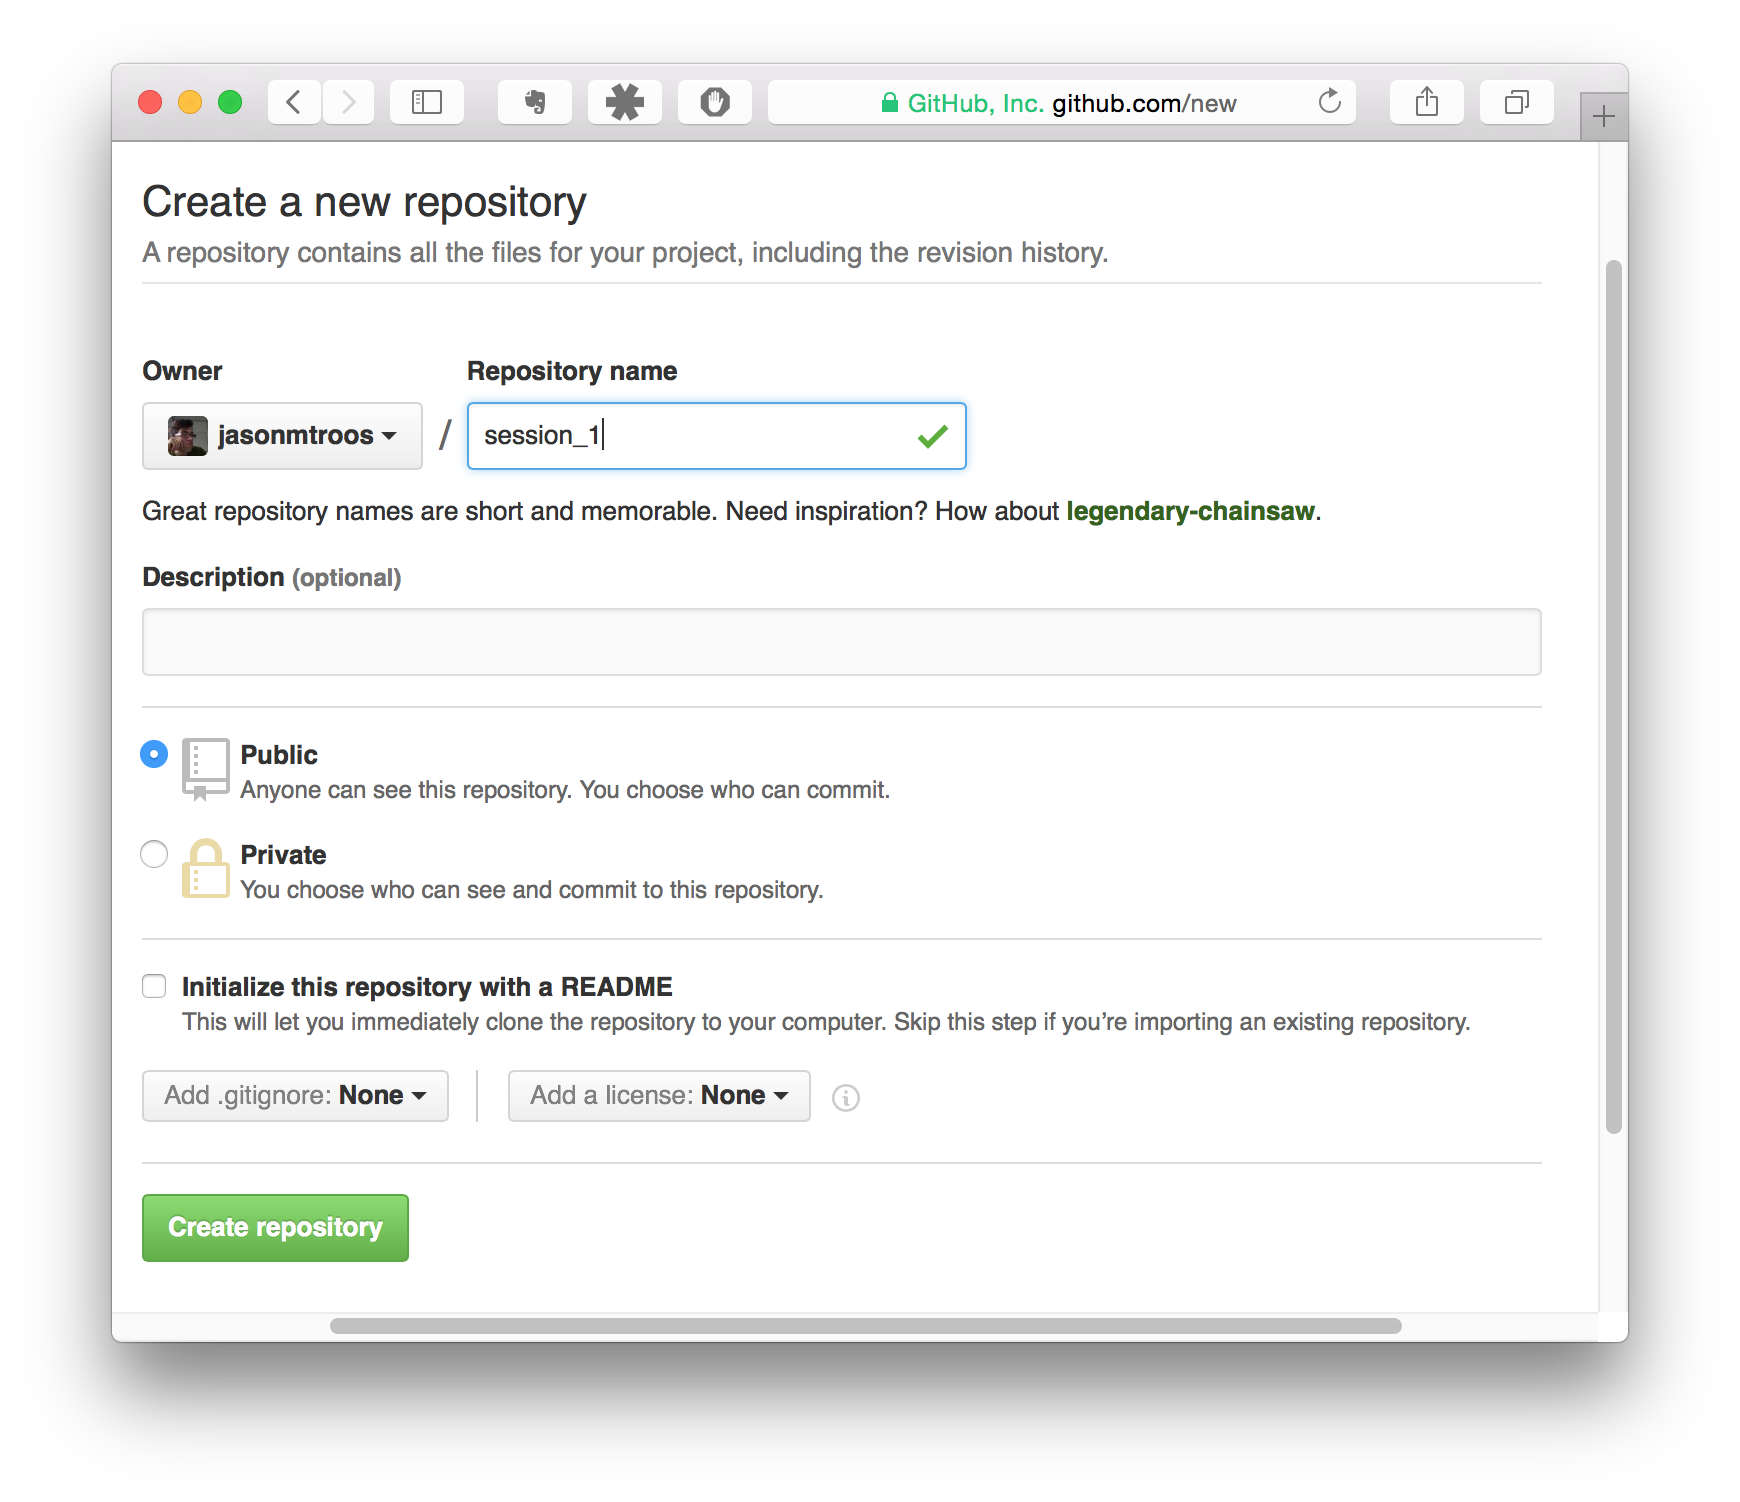 GitHub, Inc. github.com/new
Create a new repository
A repository contains all the files for your project, including the revision history.
Owner
Repository name
jasonmtroos / session_1
Great repository names are short and memorable. Need inspiration? How about legendary-chainsaw.
Description (optional)
Public
Anyone can see this repository. You choose who can commit.
Private
You choose who can see and commit to this repository.
Initialize this repository with a README
This will let you immediately clone the repository to your computer. Skip this step if you’re importing an existing repository.
Add .gitignore: None
Add a license: None
Create repository